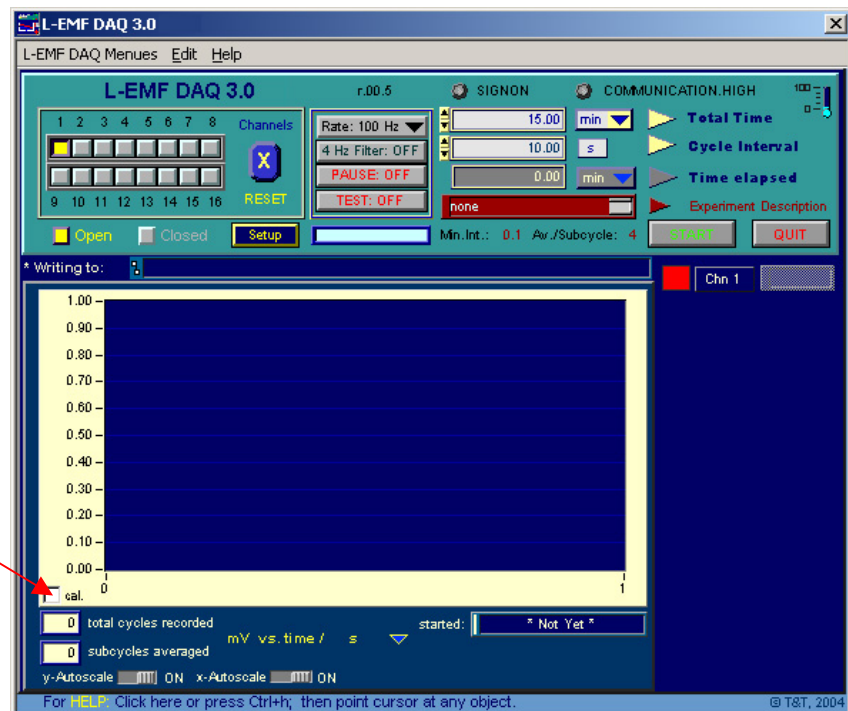 L-EMF DAQ 3.0
L-EMF DAQ Menues Edit Help
L-EMF DAQ 3.0 r.00.5 SIGNON COMMUNICATION.HIGH 100
0
1 2 3 4 5 6 7 8 Channels Rate: 100 Hz 15.00 min Total Time
4 Hz Filter: OFF 10.00 s Cycle Interval
X PAUSE: OFF 0.00 min Time elapsed
9 10 11 12 13 14 15 16 RESET TEST: OFF none Experiment Description
Open Closed Setup Min.Int.: 0.1 Av./Subcycle: 4 START QUIT
* Writing to:
Chn 1
1.00
0.90
0.80
0.70
0.60
0.50
0.40
0.30
0.20
0.10
0.00
0 1
cal.
0 total cycles recorded mV vs.time / s started: * Not Yet *
0 subcycles averaged
y-Autoscale ON x-Autoscale ON
For HELP: Click here or press Ctrl+h; then point cursor at any object. © T&T, 2004